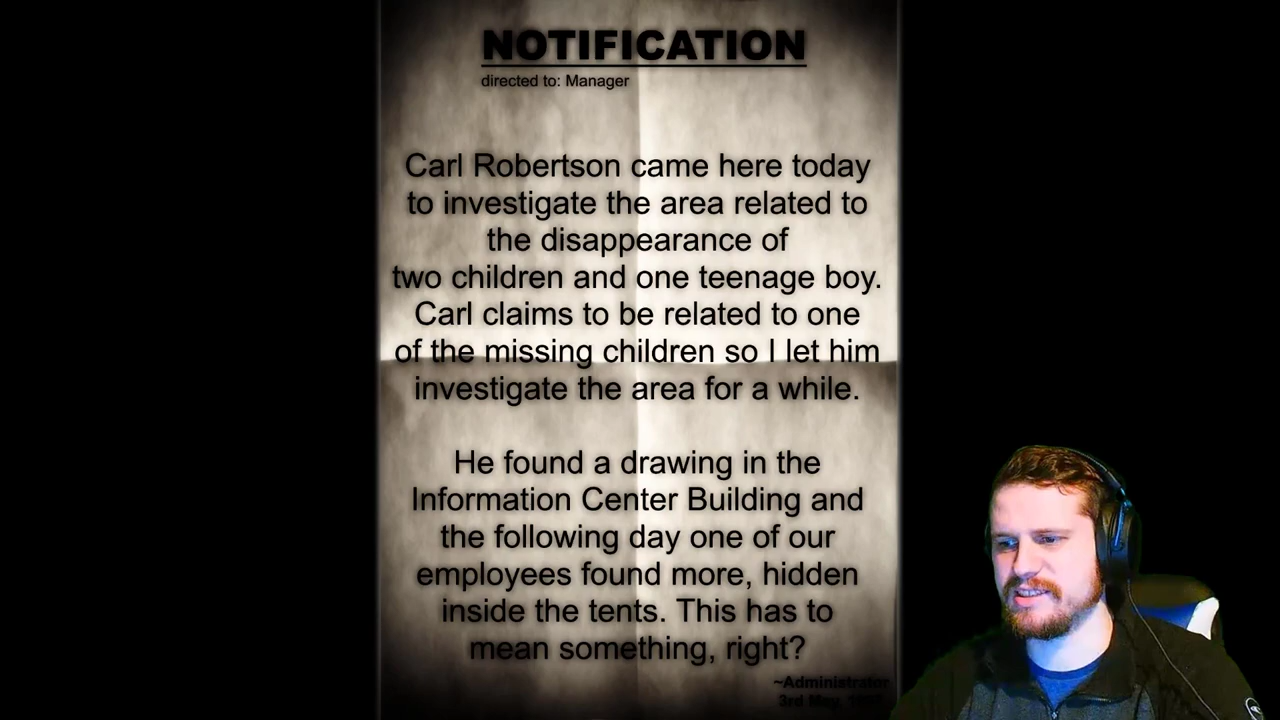 NOTIFICATION
directed to: Manager
Carl Robertson came here today
to investigate the area related to
the disappearance of
two children and one teenage boy.
Carl claims to be related to one
of the missing children so I let him
investigate the area for a while.
He found a drawing in the
Information Center Building and
the following day one of our
employees found more, hidden
inside the tents. This has to
mean something, right?
~Administrator
3rd May,